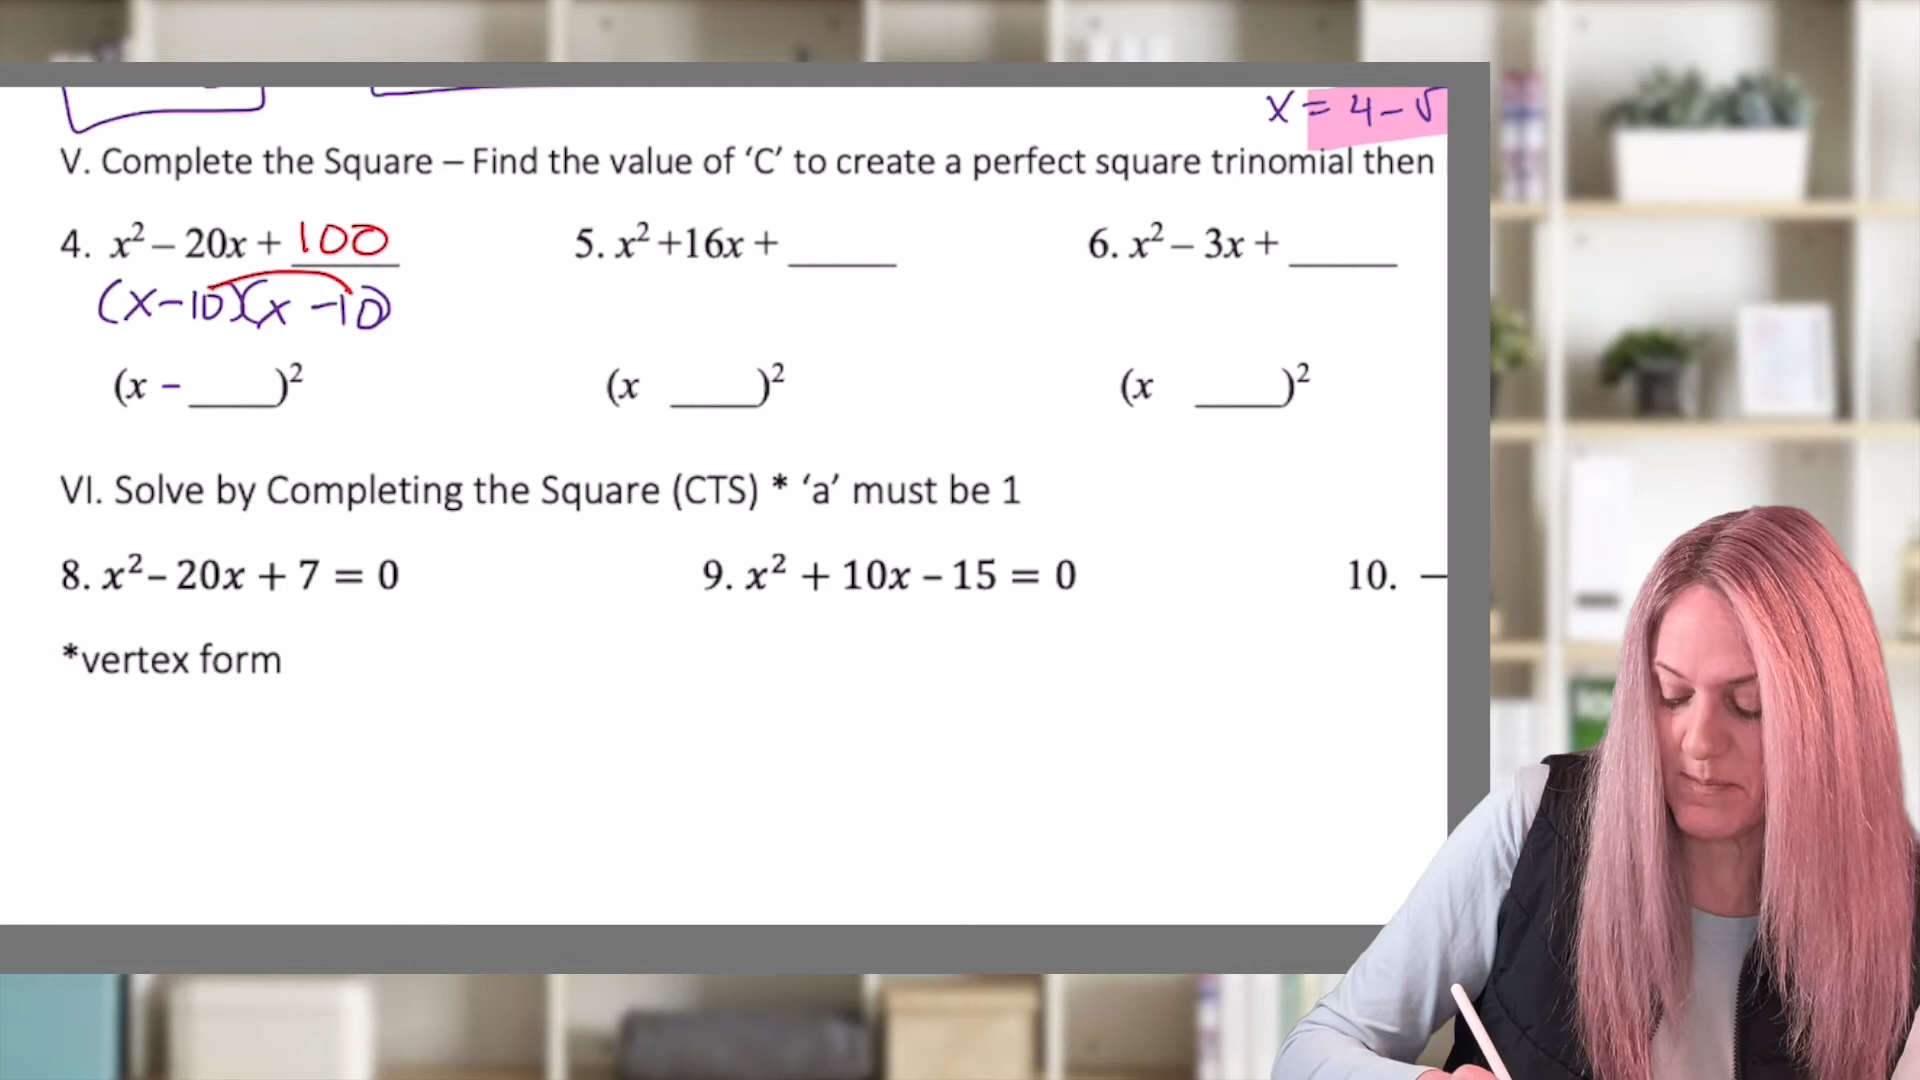 x = 4 - √
V. Complete the Square – Find the value of ‘C’ to create a perfect square trinomial then
4. x² – 20x + 100 5. x² +16x + _____ 6. x² – 3x + _____
(x-10)(x -10)
(x - ____)² (x ____)² (x ____)²
VI. Solve by Completing the Square (CTS) * ‘a’ must be 1
8. x² – 20x + 7 = 0 9. x² + 10x – 15 = 0 10. –
*vertex form